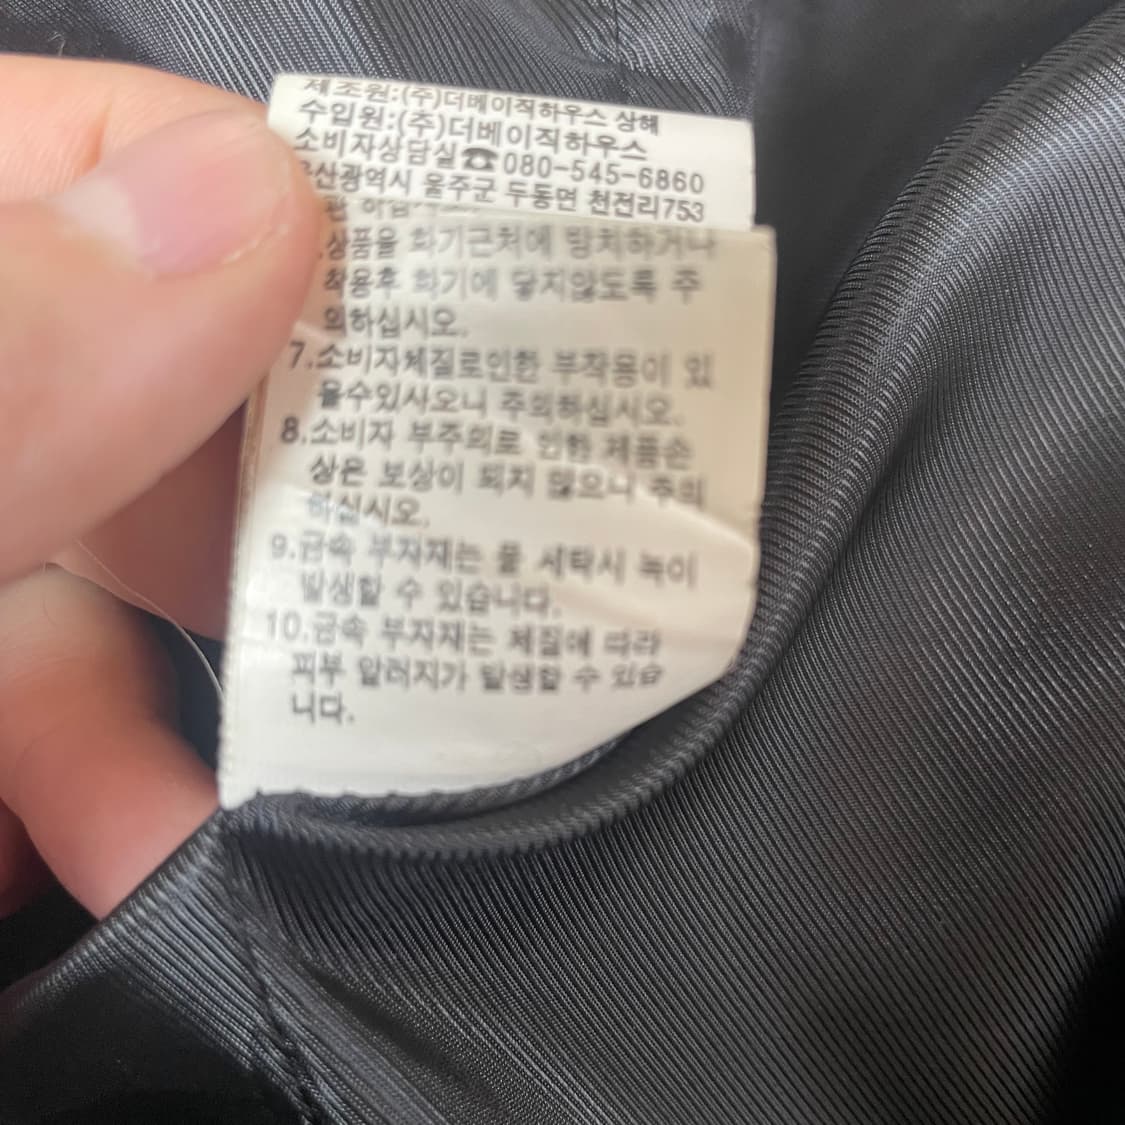 제조원:(주)더베이직하우스 상해
수입원:(주)더베이직하우스
소비자상담실☎080-545-6860
산광역시 울주군 두동면 천전리753
관 하십시오.
.상품을 화기근처에 방치하거나
착용후 화기에 닿지않도록 주
의하십시오.
7.소비자체질로인한 부작용이 있
을수있사오니 주의하십시오.
8.소비자 부주의로 인한 제품손
상은 보상이 되지 않으니 주의
하십시오.
9.금속 부자재는 물 세탁시 녹이
발생할 수 있습니다.
10.금속 부자재는 체질에 따라
피부 알러지가 발생할 수 있습
니다.